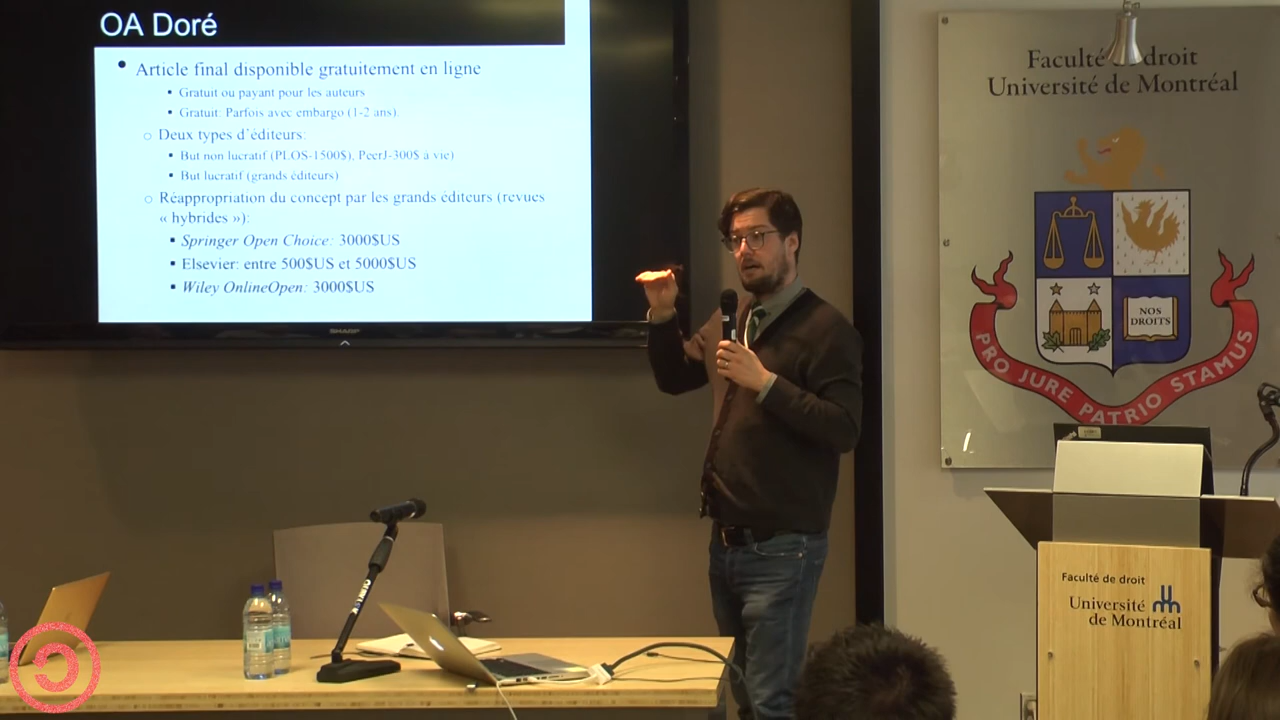 OA Doré
• Article final disponible gratuitement en ligne
▪ Gratuit ou payant pour les auteurs
▪ Gratuit: Parfois avec embargo (1-2 ans).
○ Deux types d'éditeurs:
▪ But non lucratif (PLOS-1500$), PeerJ-300$ à vie)
▪ But lucratif (grands éditeurs)
○ Réappropriation du concept par les grands éditeurs (revues
« hybrides »):
▪ Springer Open Choice: 3000$US
▪ Elsevier: entre 500$US et 5000$US
▪ Wiley OnlineOpen: 3000$US
SHARP
Faculté de droit
Université de Montréal
NOS
DROITS
PRO JURE PATRIO STAMUS
Faculté de droit
Université
de Montréal